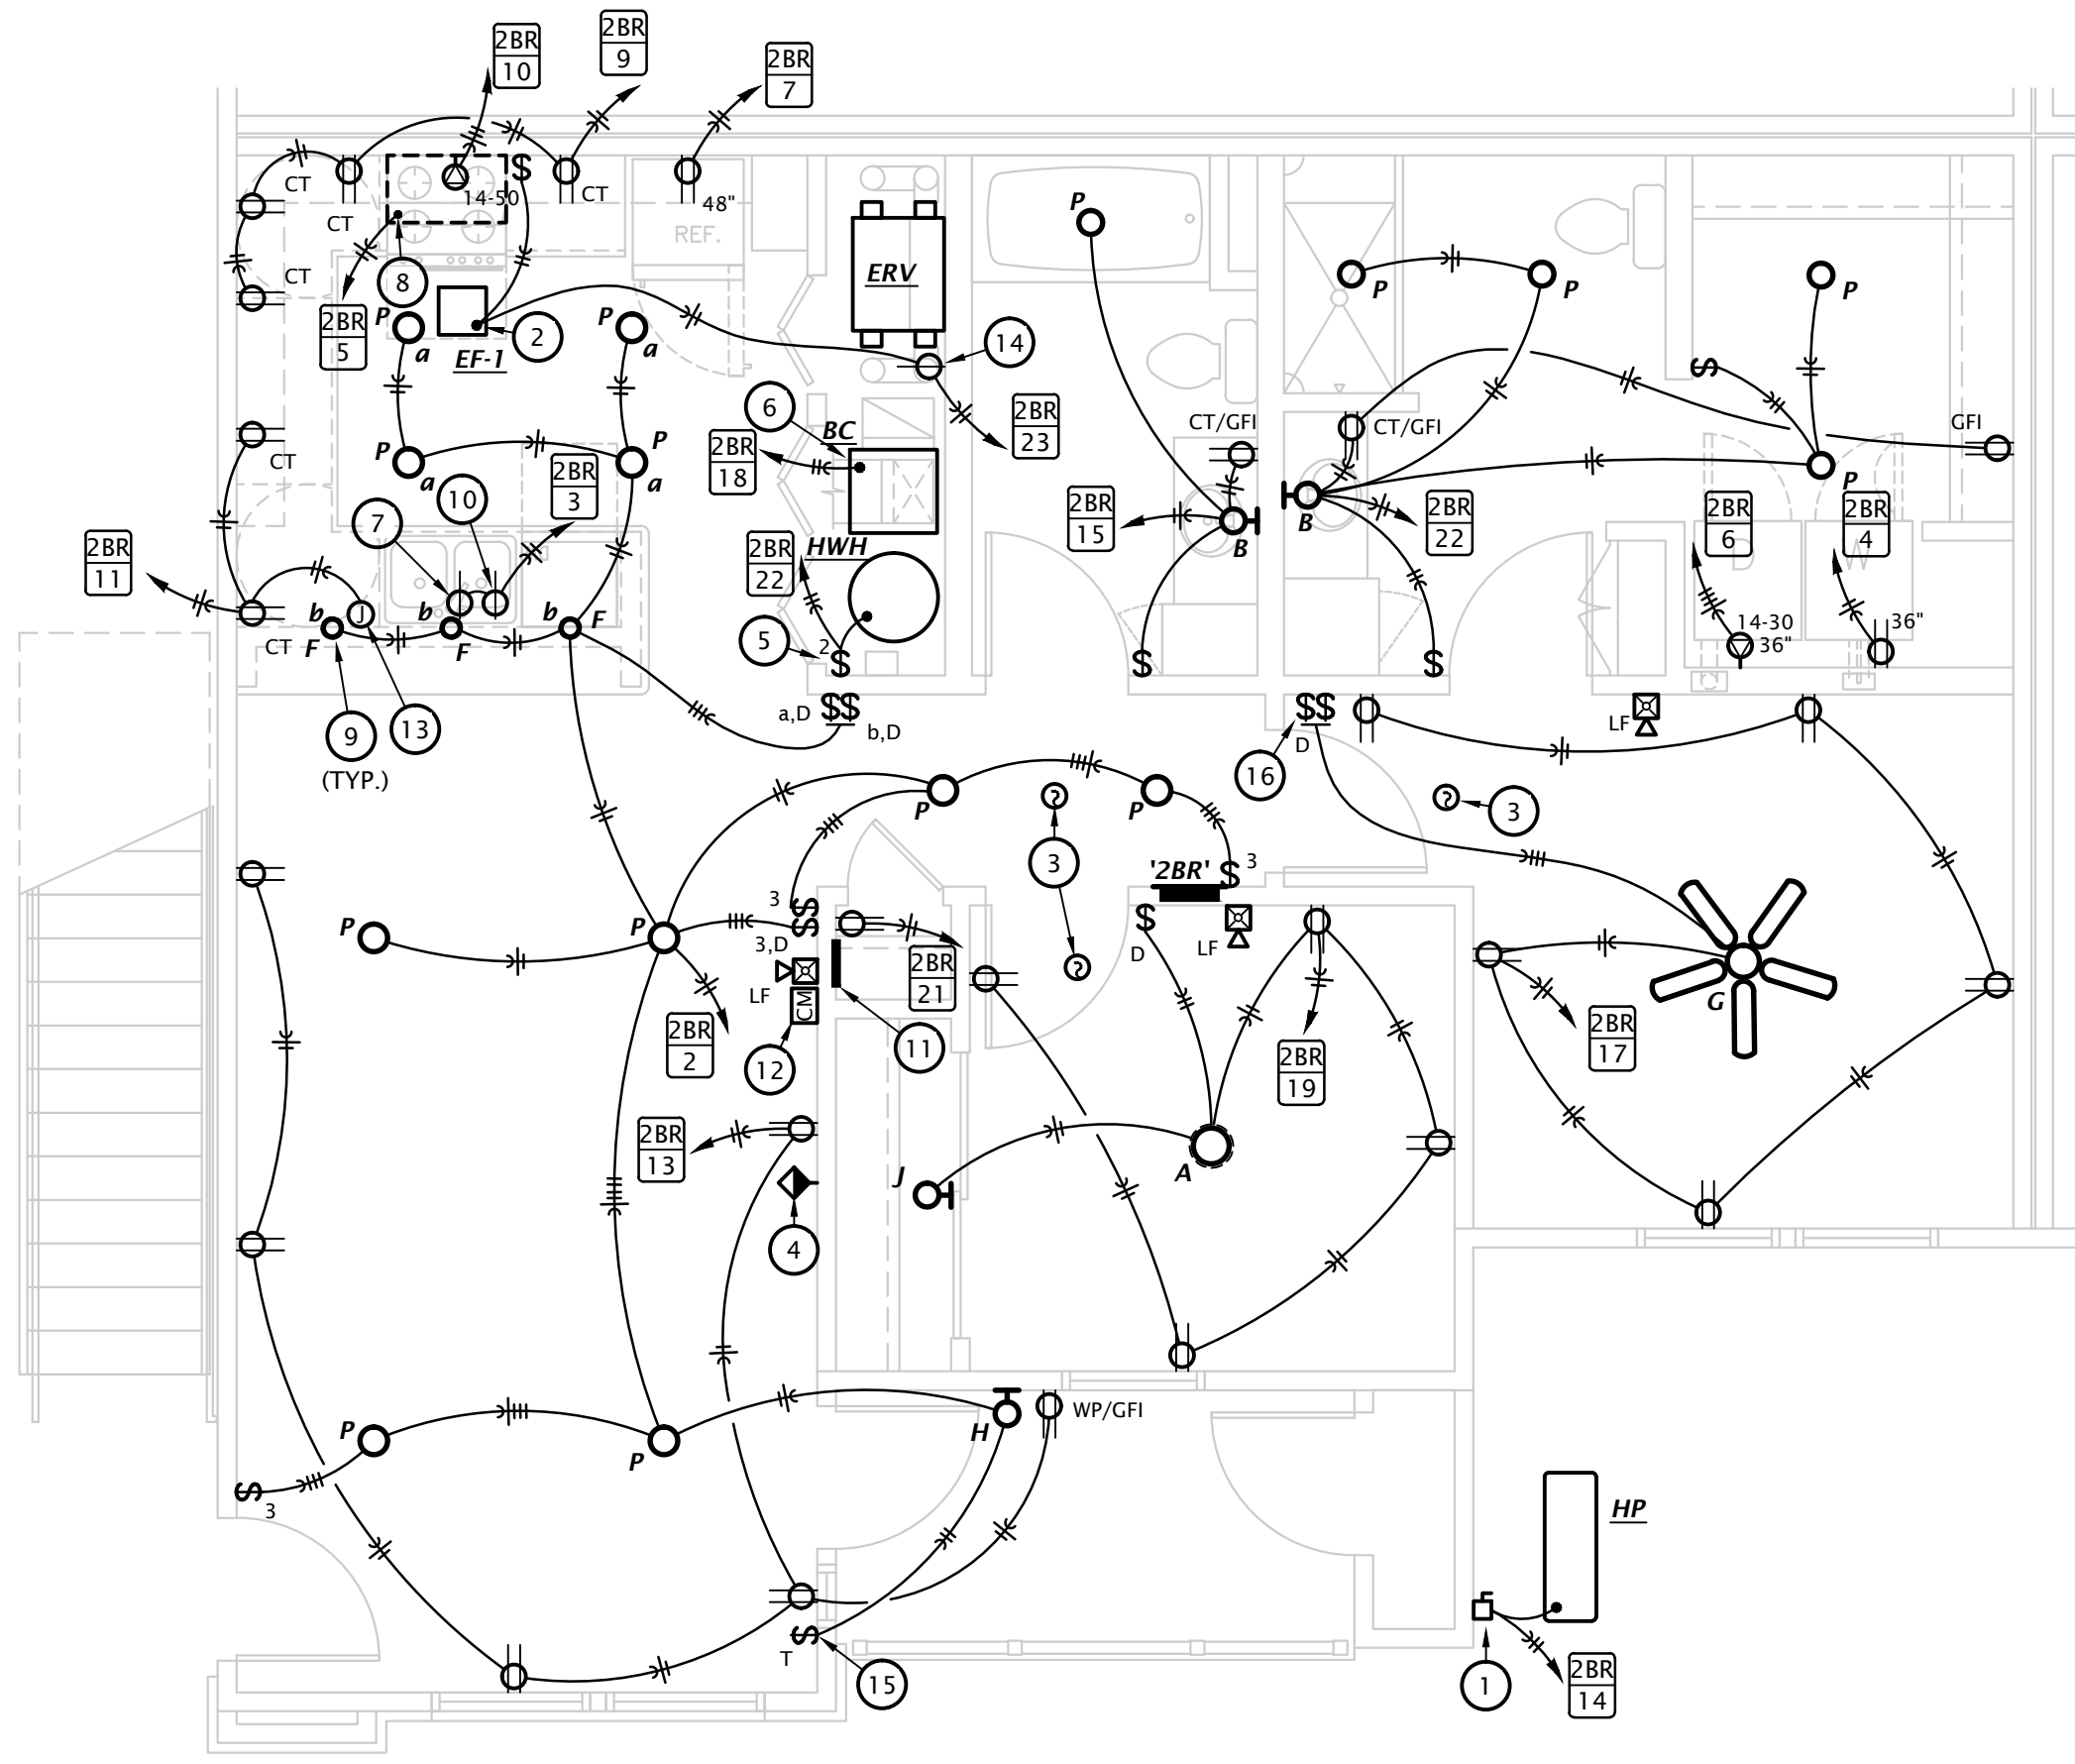 2BR
10
2BR
9
2BR
7
CT
CT
14-50
CT
48"
REF.
CT
8
2BR
5
P
a
EF-1
2
P
a
ERV
14
P
P
P
P
6
BC
2BR
18
2BR
23
CT/GFI
CT/GFI
GFI
CT
P
a
P
a
10
2BR
3
7
2BR
11
2BR
22
HWH
2BR
15
B
B
2BR
22
P
2BR
6
D
2BR
4
W
J
b
F
b
F
b
F
CT
5
2
$
$
$
14-30
36"
36"
9
(TYP.)
13
a,D
$$
b,D
$$
D
16
LF
3
P
P
3
'2BR'
$
3
3
$
$
3,D
P
P
LF
CM
2BR
21
$
D
LF
2BR
2
12
11
G
2BR
17
2BR
19
2BR
13
4
J
A
P
P
H
WP/GFI
$
3
HP
$
T
15
1
2BR
14